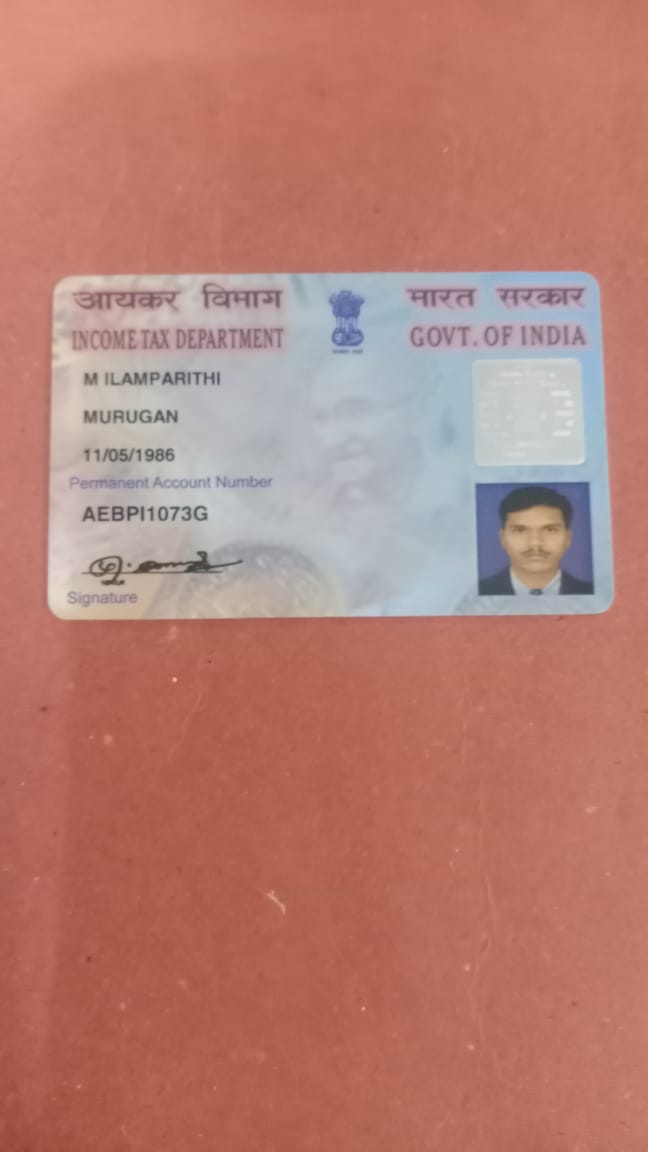 आयकर विभाग
INCOME TAX DEPARTMENT
भारत सरकार
GOVT. OF INDIA
M ILAMPARITHI
MURUGAN
11/05/1986
Permanent Account Number
AEBPI1073G
Signature